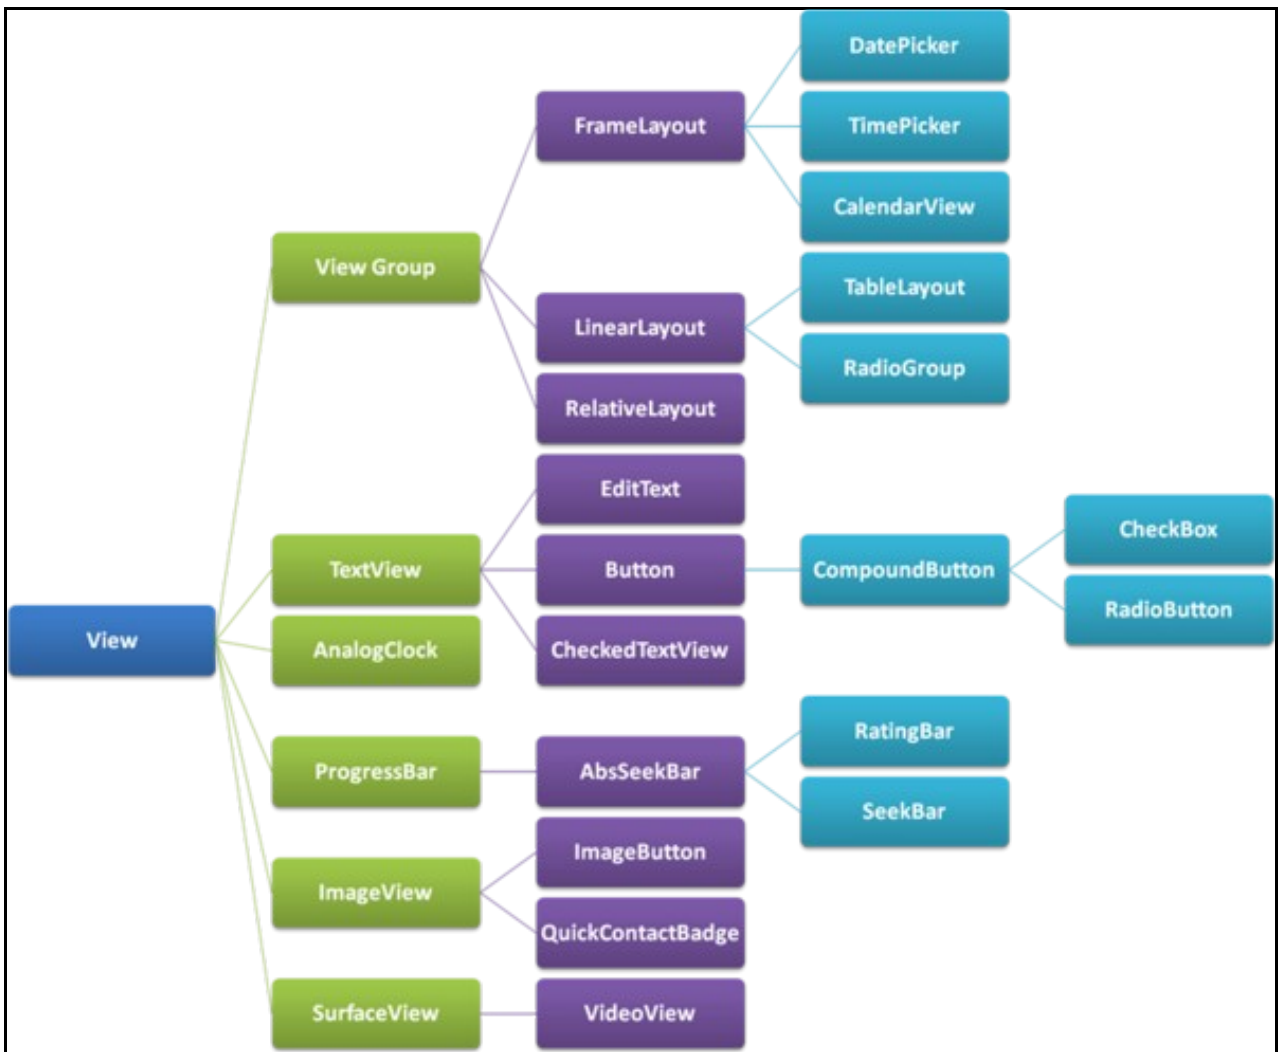 View
View Group
TextView
AnalogClock
ProgressBar
ImageView
SurfaceView
FrameLayout
LinearLayout
RelativeLayout
EditText
Button
CheckedTextView
AbsSeekBar
ImageButton
QuickContactBadge
VideoView
DatePicker
TimePicker
CalendarView
TableLayout
RadioGroup
CompoundButton
RatingBar
SeekBar
CheckBox
RadioButton